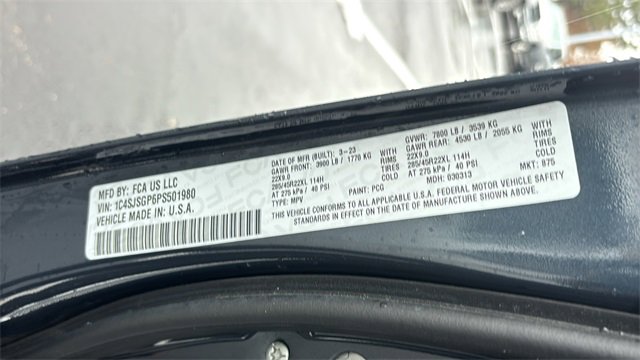 MFD BY: FCA US LLC
VIN: 1C4SJSGP6PS501980
VEHICLE MADE IN U.S.A.
DATE OF MFR (BUILT): 3-23
GAWR FRONT: 3900 LB / 1770 KG WITH
22X9.0 RIMS
285/45R22XL 114H TIRES
AT 275 kPa / 40 PSI COLD
TYPE: MPV PAINT: PCG
GVWR: 7800 LB / 3539 KG
GAWR REAR: 4530 LB / 2055 KG WITH
22X9.0 RIMS
285/45R22XL 114H TIRES
AT 275 kPa / 40 PSI COLD
MDH: 030313 MKT: B75
THIS VEHICLE CONFORMS TO ALL APPLICABLE U.S.A. FEDERAL MOTOR VEHICLE SAFETY
STANDARDS IN EFFECT ON THE DATE OF MANUFACTURE SHOWN ABOVE.